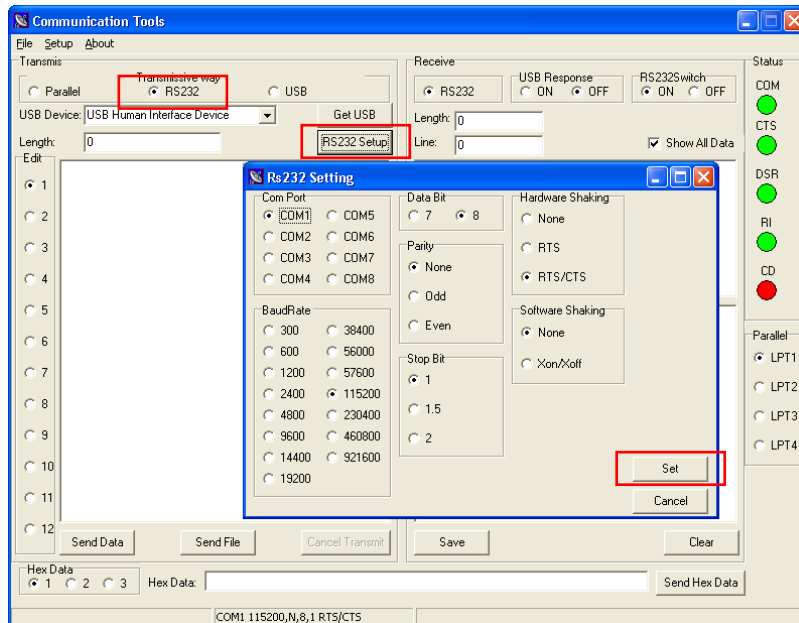 Communication Tools
File Setup About
Transmis
Transmissive way
Parallel RS232 USB
USB Device: USB Human Interface Device Get USB
Length: 0 RS232 Setup
Edit
1
2
3
4
5
6
7
8
9
10
11
12
Send Data Send File Cancel Transmit
Receive
RS232
USB Response
ON OFF
RS232Switch
ON OFF
Length: 0
Line: 0 Show All Data
Save Clear
Status
COM
CTS
DSR
RI
CD
Parallel
LPT1
LPT2
LPT3
LPT4
Rs232 Setting
Com Port
COM1 COM5
COM2 COM6
COM3 COM7
COM4 COM8
BaudRate
300 38400
600 56000
1200 57600
2400 115200
4800 230400
9600 460800
14400 921600
19200
Data Bit
7 8
Parity
None
Odd
Even
Stop Bit
1
1.5
2
Hardware Shaking
None
RTS
RTS/CTS
Software Shaking
None
Xon/Xoff
Set
Cancel
Hex Data
1 2 3 Hex Data: Send Hex Data
COM1 115200,N,8,1 RTS/CTS